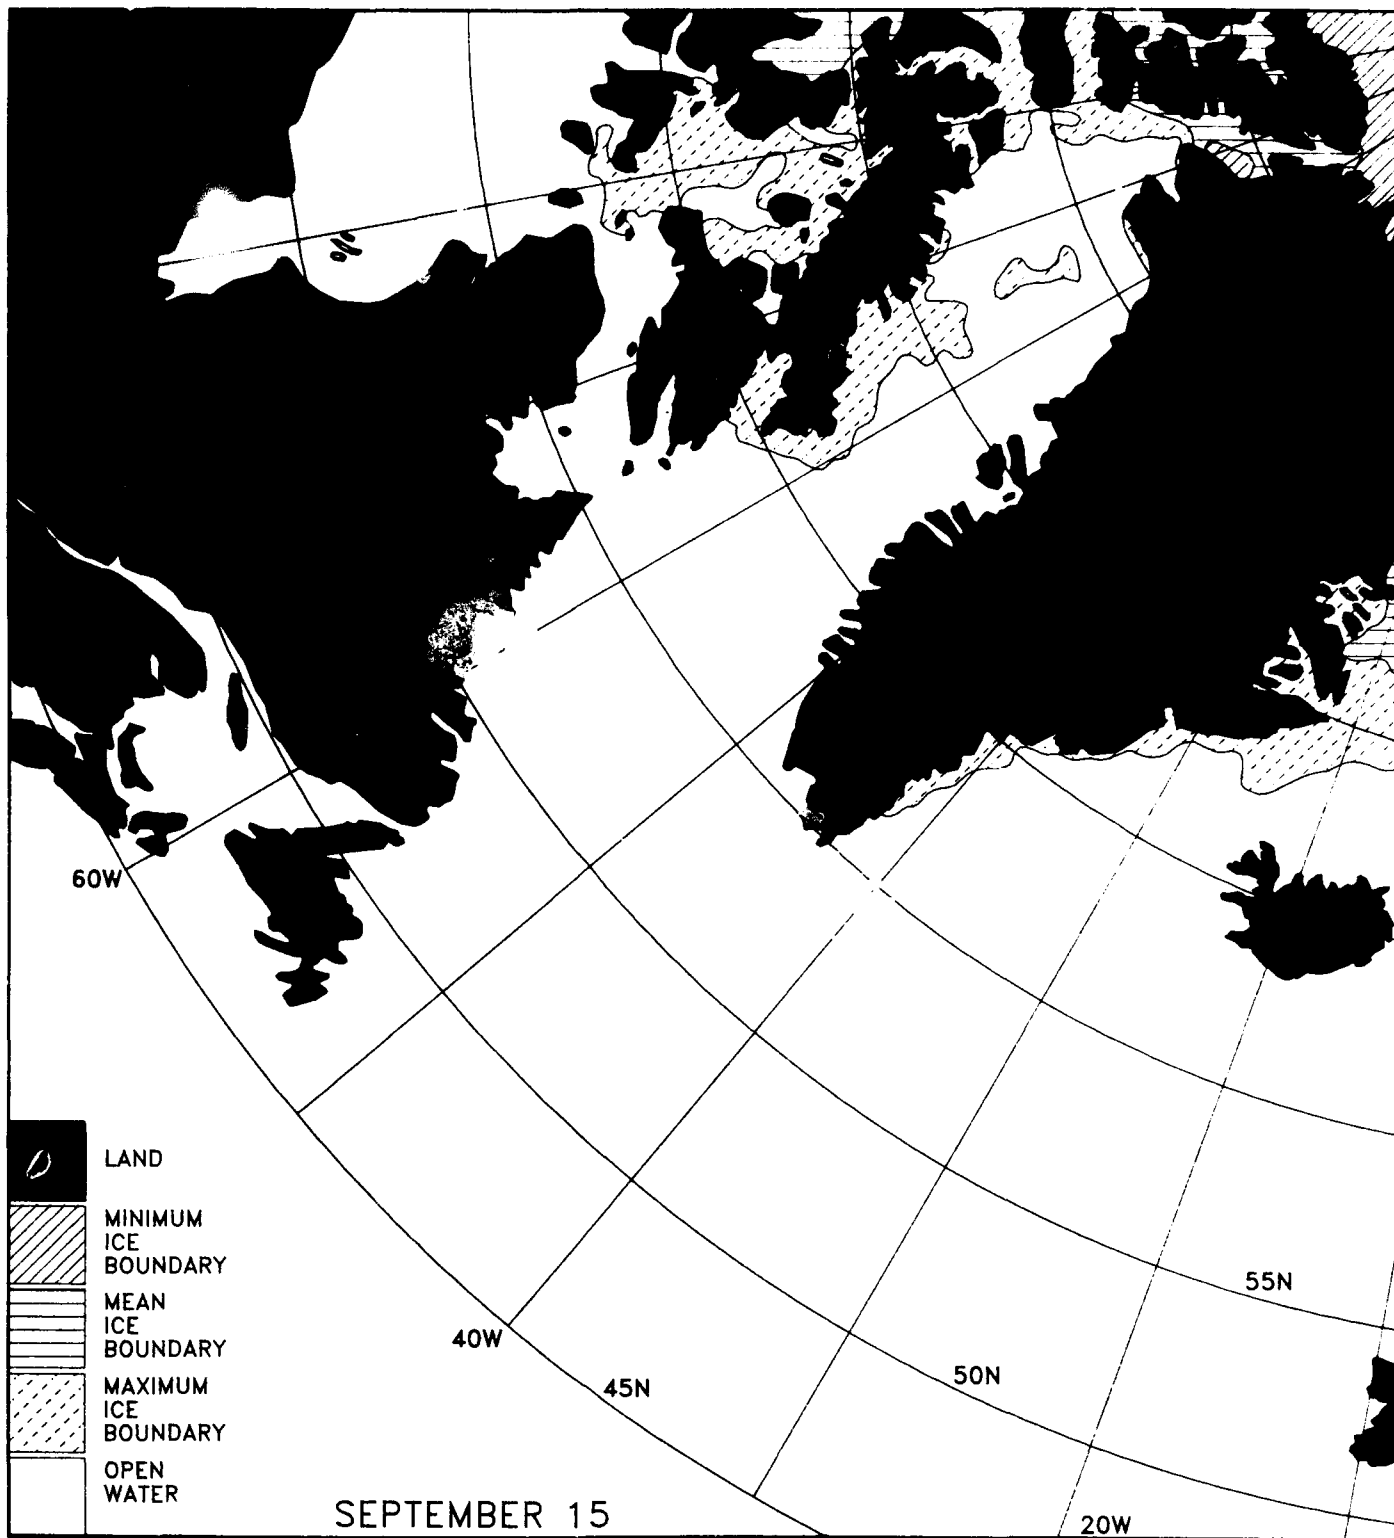 60W
LAND
MINIMUM
ICE
BOUNDARY
MEAN
ICE
BOUNDARY
MAXIMUM
ICE
BOUNDARY
OPEN
WATER
55N
40W
50N
45N
SEPTEMBER 15
20W